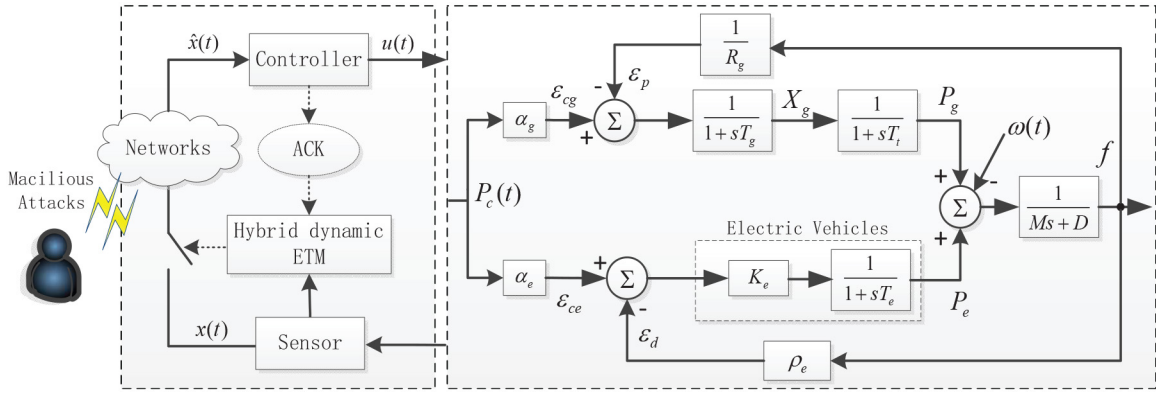 x̂(t)
Controller
u(t)
Networks
ACK
Macilious
Attacks
Hybrid dynamic
ETM
x(t)
Sensor
1
R_g
ε_p
-
ε_cg
α_g
+
Σ
1
1+sT_g
X_g
1
1+sT_t
P_g
ω(t)
f
P_c(t)
+
-
Σ
+
1
Ms+D
Electric Vehicles
α_e
ε_ce
+
Σ
-
K_e
1
1+sT_e
P_e
ε_d
ρ_e